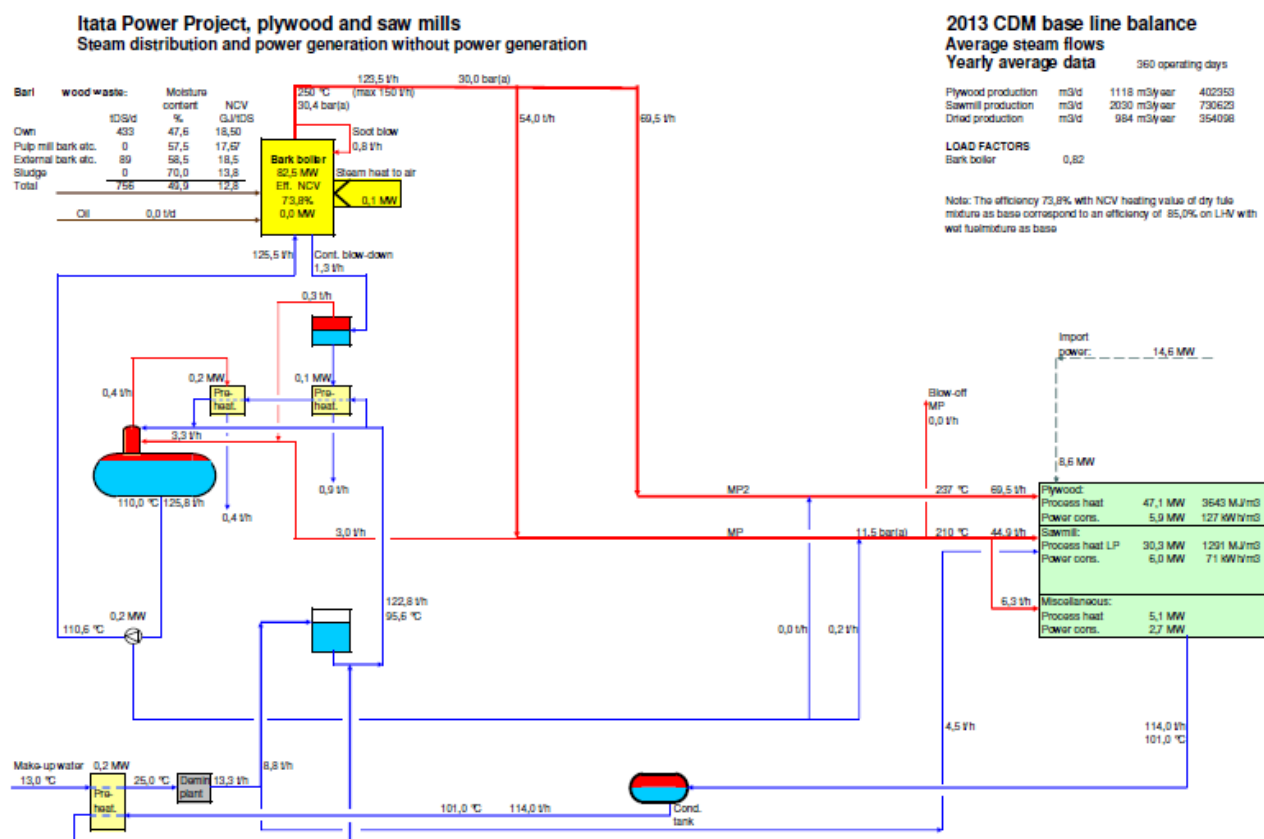 Itata Power Project, plywood and saw mills
Steam distribution and power generation without power generation
2013 CDM base line balance
Average steam flows
Yearly average data 360 operating days
Plywood production m3/d 1118 m3/year 402353
Sawmill production m3/d 2030 m3/year 730623
Dried production m3/d 984 m3/year 354098
LOAD FACTORS
Bark boiler 0,82
Note: The efficiency 73,8% with NCV heating value of dry fule
mixture as base correspond to an efficiency of 85,0% on LHV with
wet fuelmixture as base
Barl wood waste: Moisture
content NCV
tDS/d % GJ/tDS
Own 433 47,6 18,50
Pulp mill bark etc. 0 57,5 17,67
External bark etc. 89 58,5 18,5
Sludge 0 70,0 13,8
Total 756 49,9 12,8
Oil 0,0 t/d
123,5 t/h 30,0 bar(a)
250 °C (max 150 t/h)
30,4 bar(a)
Soot blow
0,8 t/h
54,0 t/h
69,5 t/h
Bark boiler
82,5 MW
Eff. NCV
73,8%
0,0 MW
Steam heat to air
0,1 MW
125,5 t/h
Cont. blow-down
1,3 t/h
0,3 t/h
0,2 MW
0,1 MW
0,4 t/h
Pre-
heat.
Pre-
heat.
3,3 t/h
110,0 °C 125,8 t/h
0,9 t/h
0,4 t/h
3,0 t/h
Import
power: 14,6 MW
Blow-off
MP
0,0 t/h
8,6 MW
MP2 237 °C 69,5 t/h
MP 11,5 bar(a) 210 °C 44,9 t/h
Plywood:
Process heat 47,1 MW 3643 MJ/m3
Power cons. 5,9 MW 127 kWh/m3
Sawmill:
Process heat LP 30,3 MW 1291 MJ/m3
Power cons. 6,0 MW 71 kWh/m3
6,3 t/h
Miscellaneous:
Process heat 5,1 MW
Power cons. 2,7 MW
122,8 t/h
95,6 °C
0,2 MW
110,6 °C
0,0 t/h
0,2 t/h
4,5 t/h
114,0 t/h
101,0 °C
Make-up water 0,2 MW
13,0 °C
25,0 °C
Pre-
heat.
Demin
plant
13,3 t/h
8,8 t/h
101,0 °C 114,0 t/h
Cond.
tank